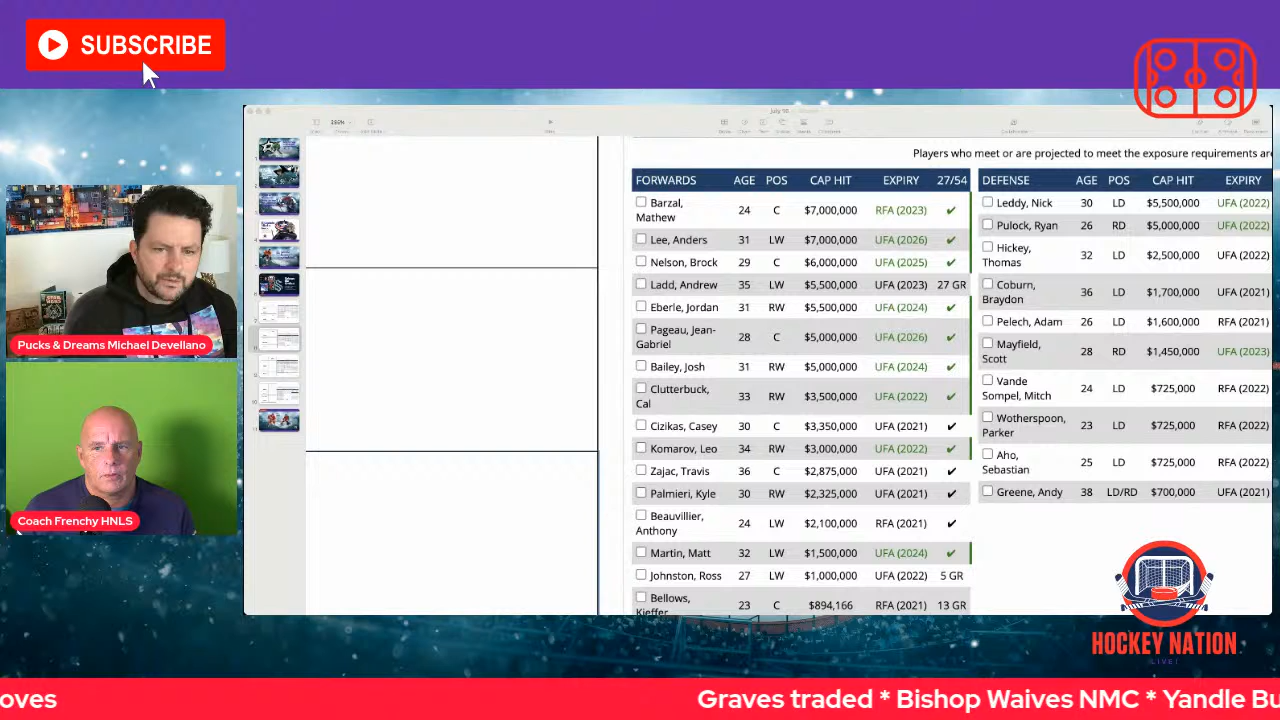 SUBSCRIBE
Players who meet or are projected to meet the exposure requirements are
FORWARDS AGE POS CAP HIT EXPIRY 27/54
Barzal, Mathew 24 C $7,000,000 RFA (2023) ✔
Lee, Anders 31 LW $7,000,000 UFA (2026) ✔
Nelson, Brock 29 C $6,000,000 UFA (2025) ✔
Ladd, Andrew 35 LW $5,500,000 UFA (2023) 27 GR
Eberle, Jordan 31 RW $5,500,000 UFA (2024) ✔
Pageau, Jean-Gabriel 28 C $5,000,000 UFA (2026) ✔
Bailey, Josh 31 RW $5,000,000 UFA (2024) ✔
Clutterbuck, Cal 33 RW $3,500,000 UFA (2022) ✔
Cizikas, Casey 30 C $3,350,000 UFA (2021) ✔
Komarov, Leo 34 RW $3,000,000 UFA (2022) ✔
Zajac, Travis 36 C $2,875,000 UFA (2021) ✔
Palmieri, Kyle 30 RW $2,325,000 UFA (2021) ✔
Beauvillier, Anthony 24 LW $2,100,000 RFA (2021) ✔
Martin, Matt 32 LW $1,500,000 UFA (2024) ✔
Johnston, Ross 27 LW $1,000,000 UFA (2022) 5 GR
Bellows, Kieffer 23 C $894,166 RFA (2021) 13 GR
DEFENSE AGE POS CAP HIT EXPIRY
Leddy, Nick 30 LD $5,500,000 UFA (2022)
Pulock, Ryan 26 RD $5,000,000 UFA (2022)
Hickey, Thomas 32 LD $2,500,000 UFA (2022)
Coburn, Braydon 36 LD $1,700,000 UFA (2021)
Pelech, Adam 26 LD $1,600,000 RFA (2021)
Mayfield, Scott 28 RD $1,450,000 UFA (2023)
Vande Sompel, Mitch 24 LD $725,000 RFA (2022)
Wotherspoon, Parker 23 LD $725,000 RFA (2022)
Aho, Sebastian 25 LD $725,000 RFA (2022)
Greene, Andy 38 LD/RD $700,000 UFA (2021)
Pucks & Dreams Michael Develiano
Coach Frenchy HNLS
HOCKEY NATION
LIVE!
oves Graves traded * Bishop Waives NMC * Yandle Bu